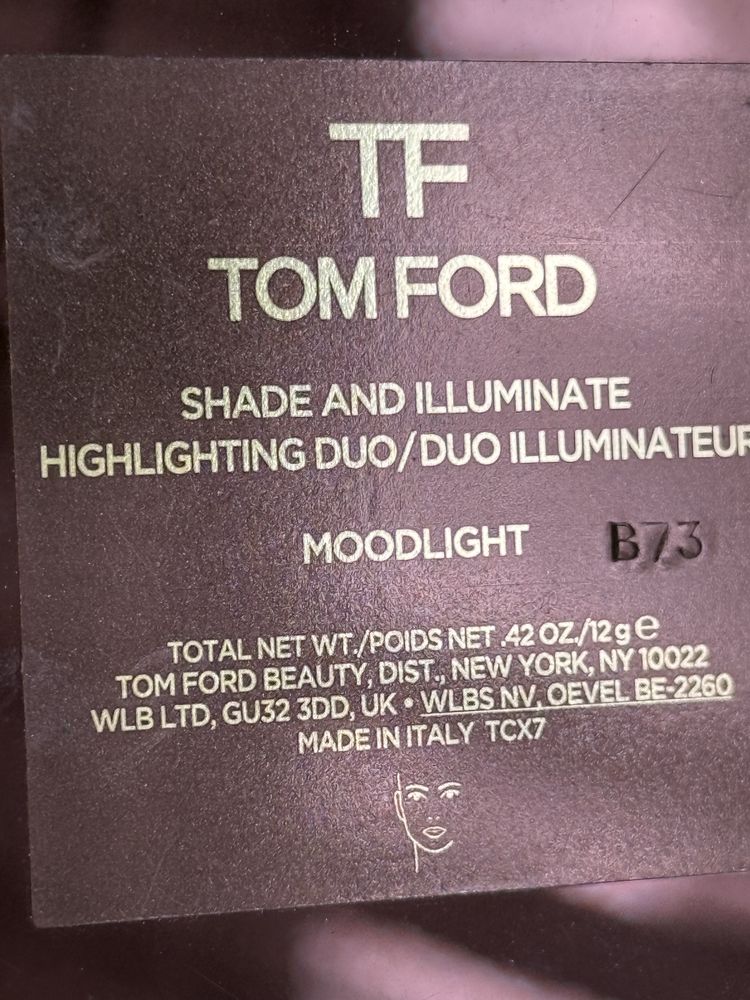 TF
TOM FORD
SHADE AND ILLUMINATE
HIGHLIGHTING DUO/DUO ILLUMINATEUR
MOODLIGHT B73
TOTAL NET WT./POIDS NET .42 OZ./12 g e
TOM FORD BEAUTY, DIST., NEW YORK, NY 10022
WLB LTD, GU32 3DD, UK • WLBS NV, OEVEL BE-2260
MADE IN ITALY TCX7